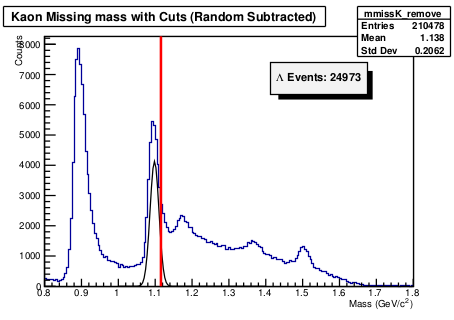 Kaon Missing mass with Cuts (Random Subtracted)
mmissK_remove
Entries 210478
Mean 1.138
Std Dev 0.2062
Counts
Λ Events: 24973
8000
7000
6000
5000
4000
3000
2000
1000
0
0.8 0.9 1 1.1 1.2 1.3 1.4 1.5 1.6 1.7 1.8
Mass (GeV/c²)